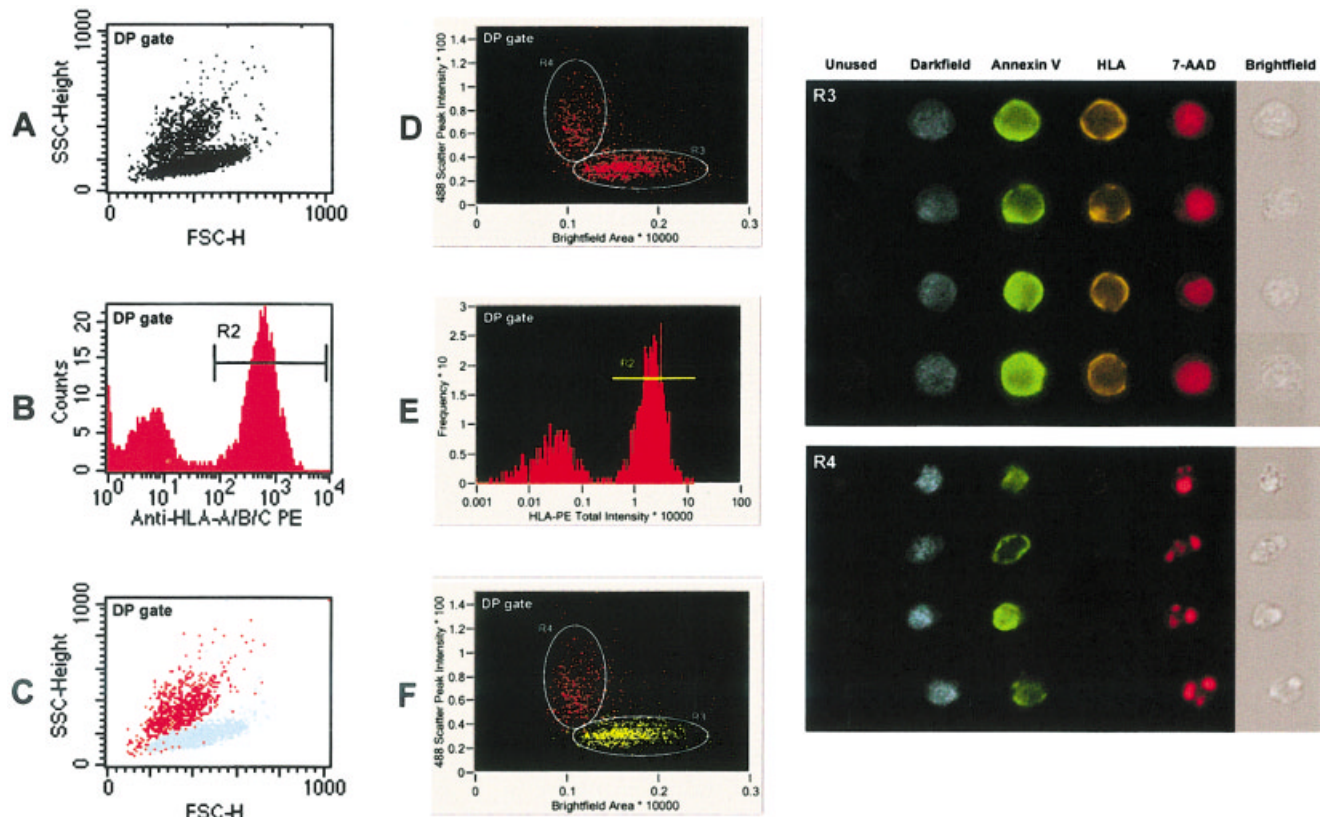 A
1000
DP gate
SSC-Height
0
0
1000
FSC-H
B
20
15
10
5
0
DP gate
R2
Counts
10^0
10^1
10^2
10^3
10^4
Anti-HLA-A/B/C PE
C
1000
DP gate
SSC-Height
0
0
1000
FSC-H
D
DP gate
R4
R3
488 Scatter Peak Intensity * 100
1.4
1.2
1
0.8
0.6
0.4
0.2
0
0
0.1
0.2
0.3
Brightfield Area * 10000
E
DP gate
R2
Frequency * 10
3
2.5
2
1.5
1
0.5
0
0.001
0.01
0.1
1
10
100
HLA-PE Total Intensity * 10000
F
DP gate
R4
R3
488 Scatter Peak Intensity * 100
1.4
1.2
1
0.8
0.6
0.4
0.2
0
0
0.1
0.2
0.3
Brightfield Area * 10000
Unused Darkfield Annexin V HLA 7-AAD Brightfield
R3
R4